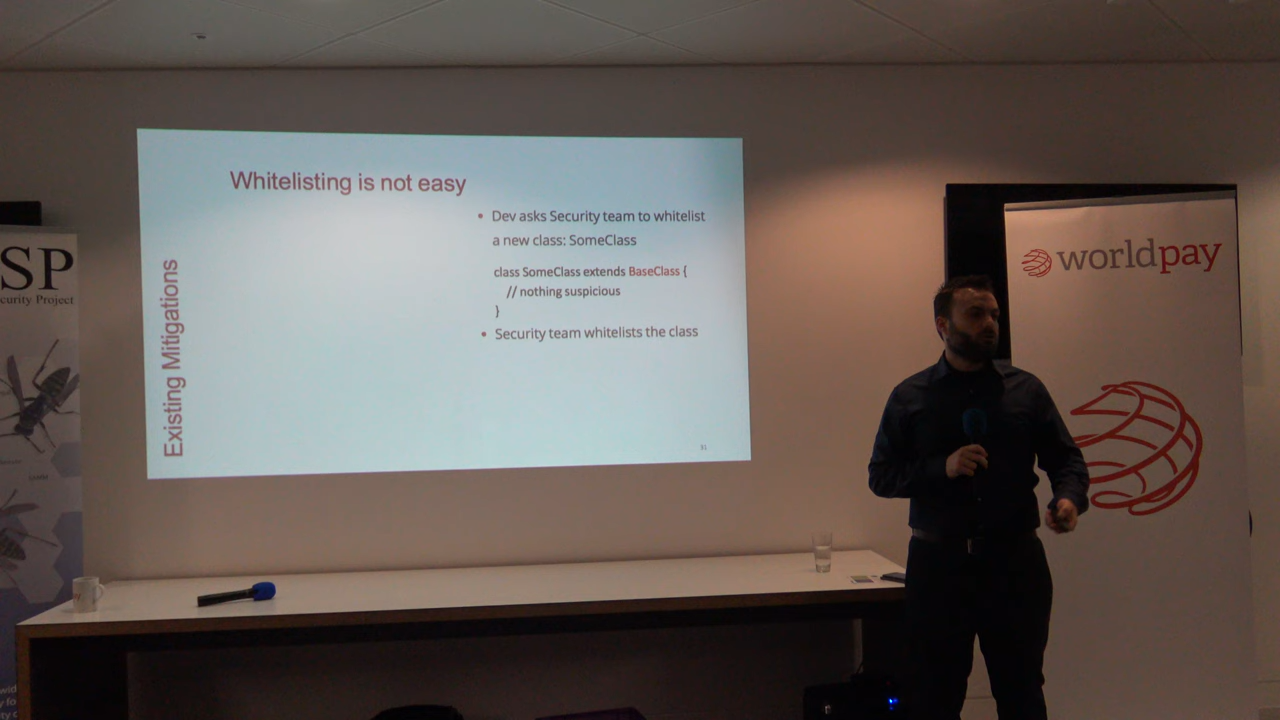 Whitelisting is not easy
Existing Mitigations
• Dev asks Security team to whitelist
a new class: SomeClass
class SomeClass extends BaseClass {
// nothing suspicious
}
• Security team whitelists the class
SP
curity Project
worldpay